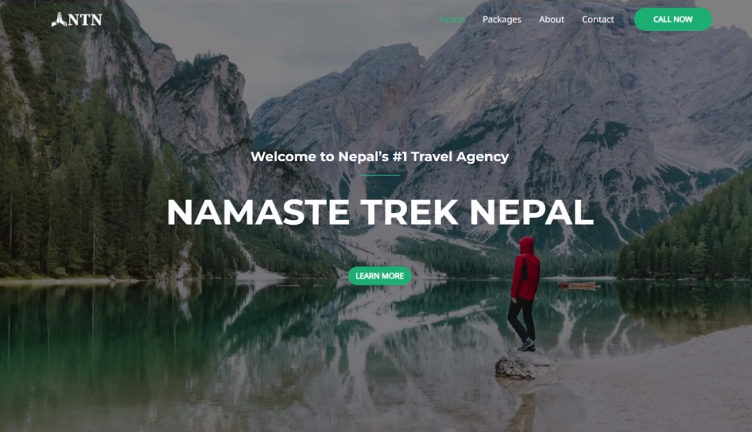 NTN
Home
Packages
About
Contact
CALL NOW
Welcome to Nepal's #1 Travel Agency
NAMASTE TREK NEPAL
LEARN MORE